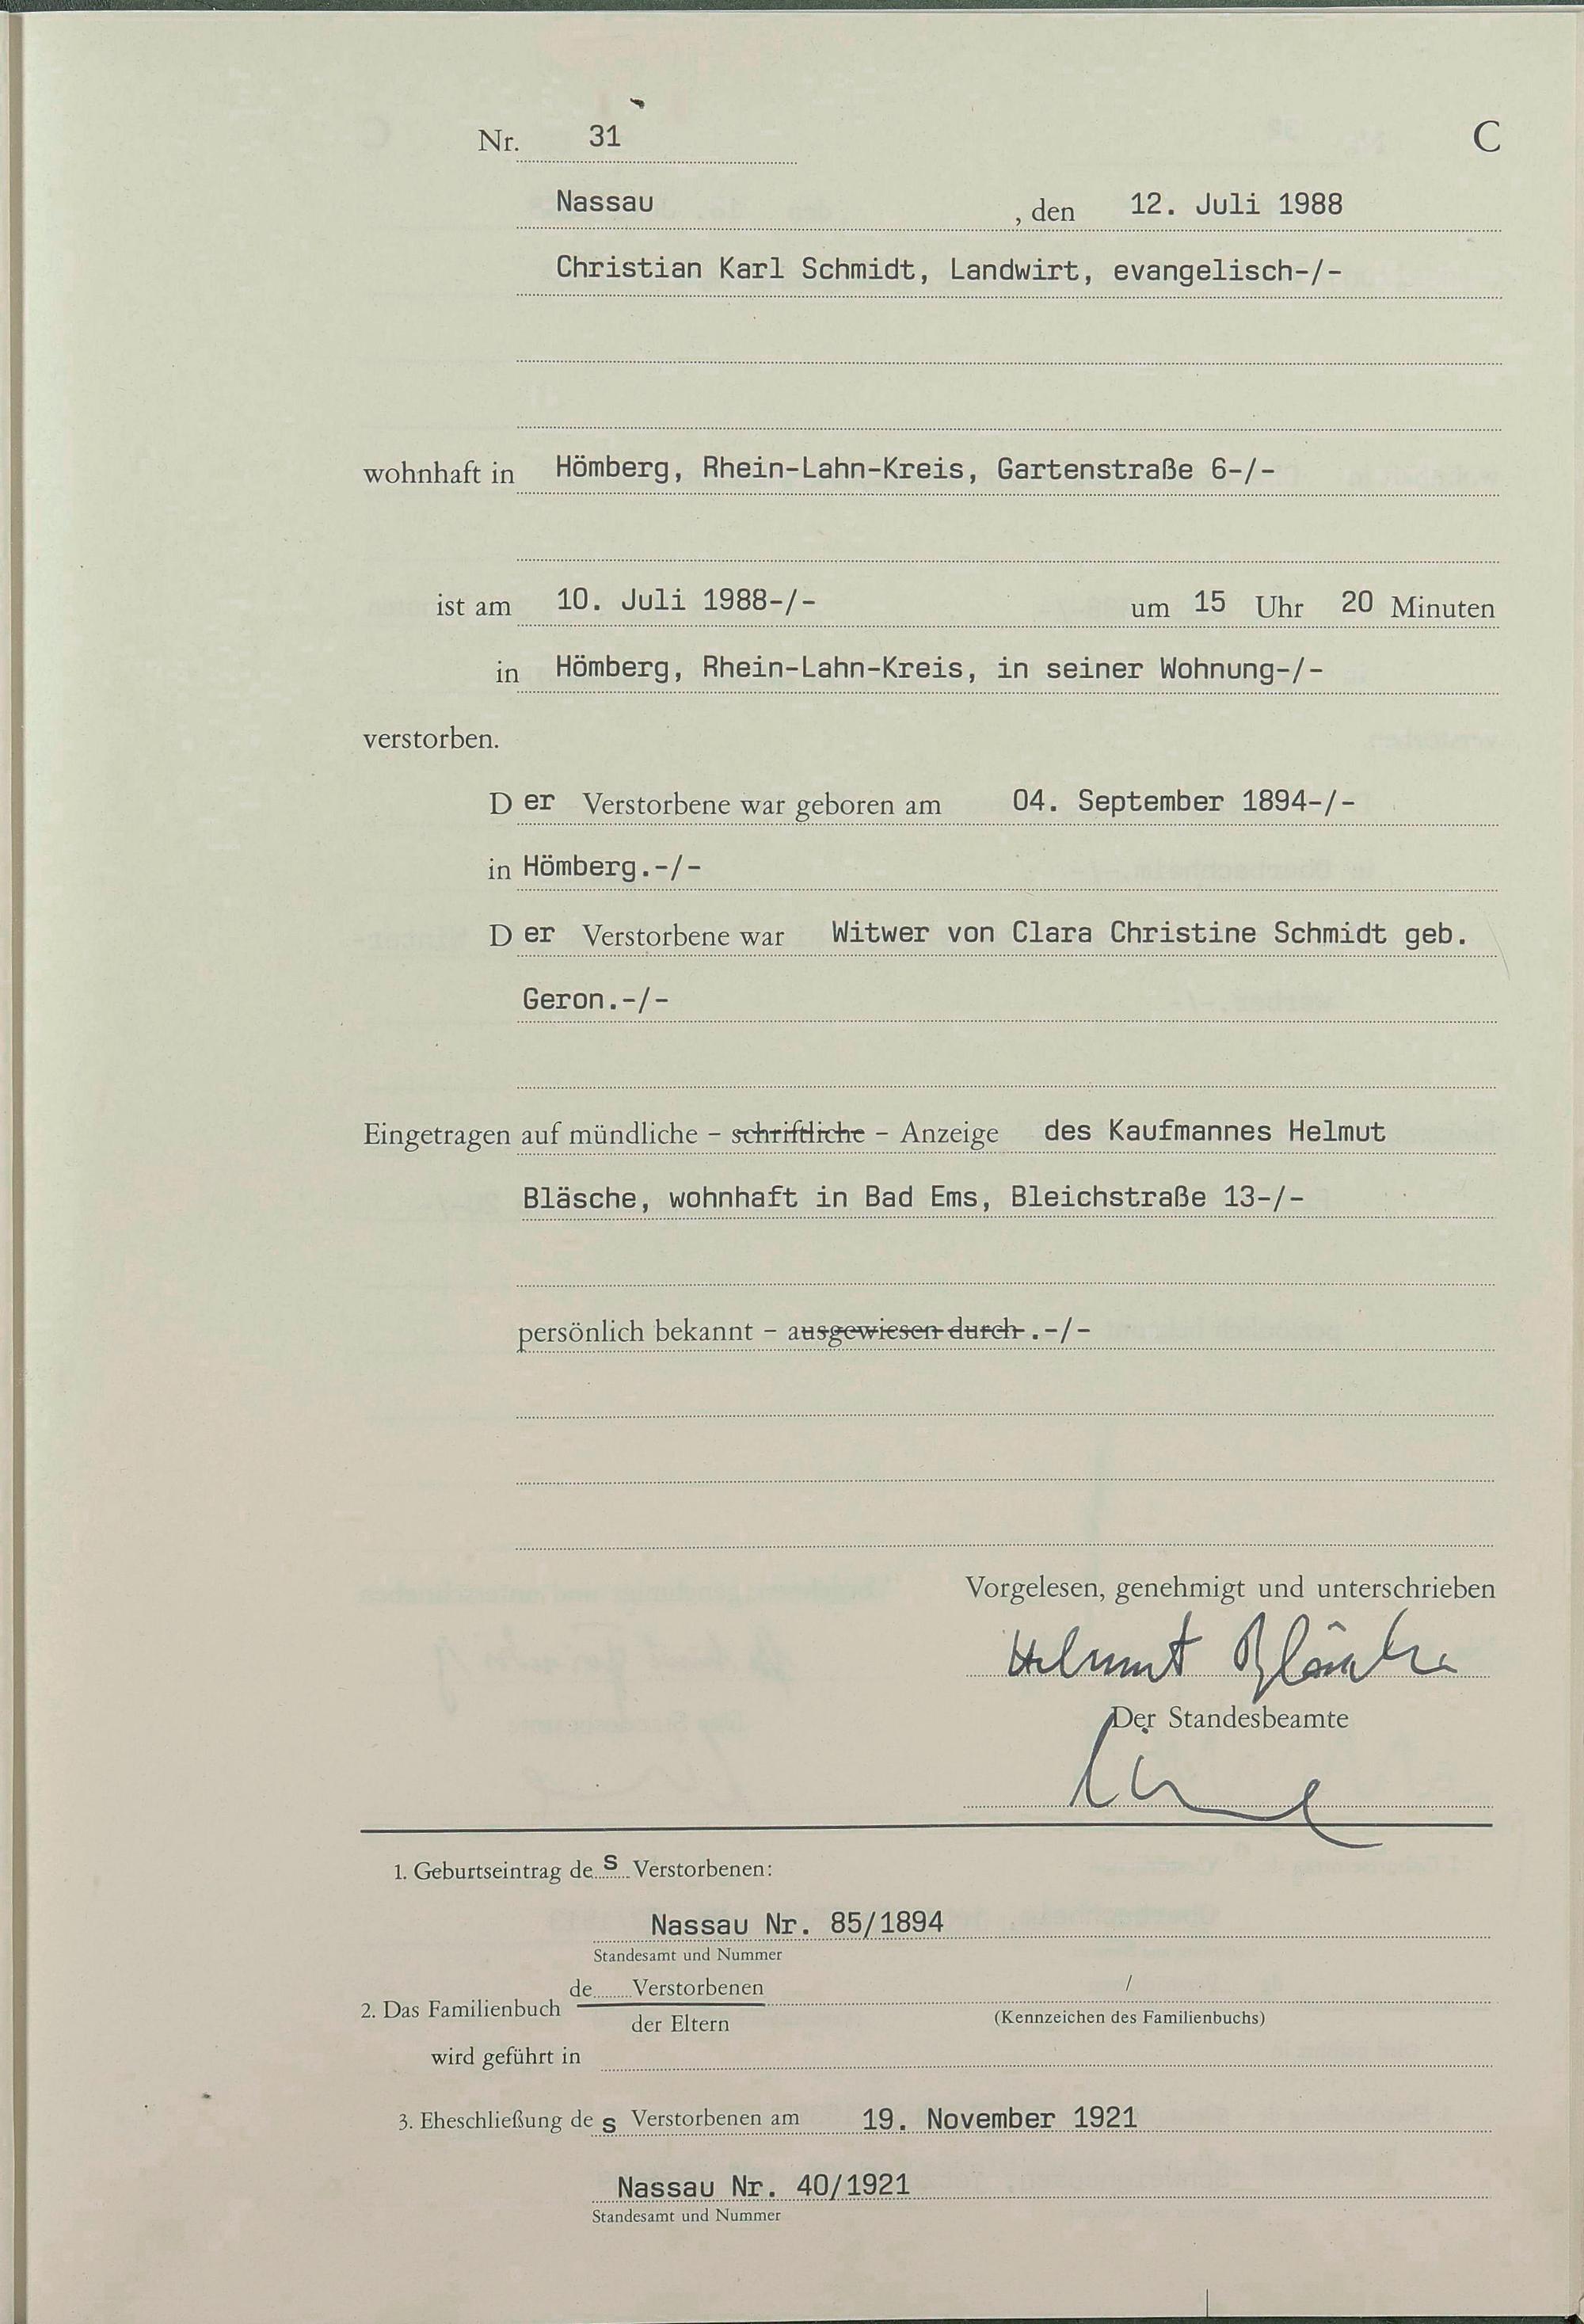 Nr. 31 C
Nassau , den 12. Juli 1988
Christian Karl Schmidt, Landwirt, evangelisch-/-
wohnhaft in Hömberg, Rhein-Lahn-Kreis, Gartenstraße 6-/-
ist am 10. Juli 1988-/- um 15 Uhr 20 Minuten
in Hömberg, Rhein-Lahn-Kreis, in seiner Wohnung-/-
verstorben.
D er Verstorbene war geboren am 04. September 1894-/-
in Hömberg.-/-
D er Verstorbene war Witwer von Clara Christine Schmidt geb.
Geron.-/-
Eingetragen auf mündliche - schriftliche - Anzeige des Kaufmannes Helmut
Bläsche, wohnhaft in Bad Ems, Bleichstraße 13-/-
persönlich bekannt - ausgewiesen durch .-/-
Vorgelesen, genehmigt und unterschrieben
Helmut Bläsche
Der Standesbeamte
1. Geburtseintrag de s Verstorbenen:
Nassau Nr. 85/1894
Standesamt und Nummer
de Verstorbenen /
2. Das Familienbuch
der Eltern (Kennzeichen des Familienbuchs)
wird geführt in
3. Eheschließung de s Verstorbenen am 19. November 1921
Nassau Nr. 40/1921
Standesamt und Nummer